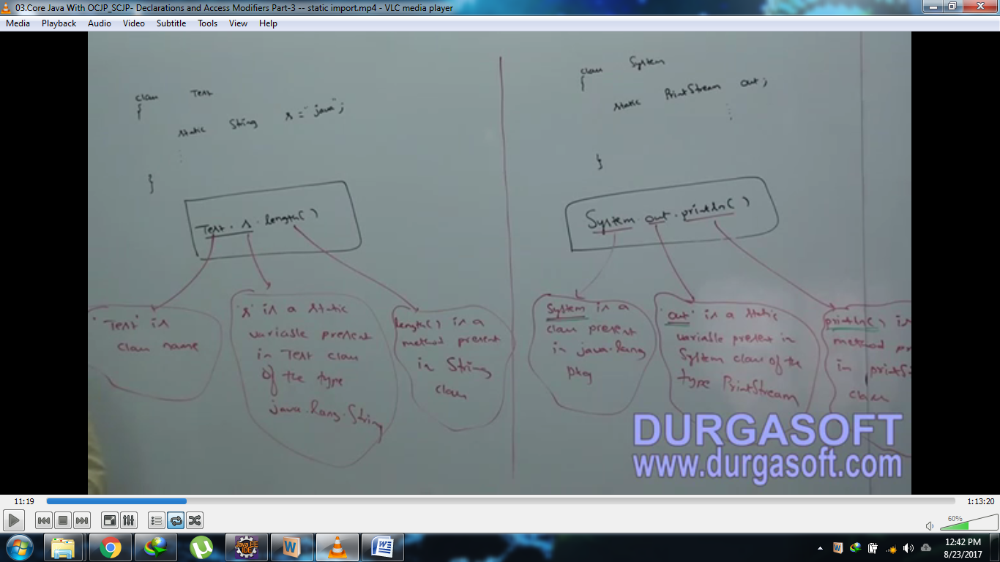 03.Core Java With OCJP_SCJP- Declarations and Access Modifiers Part-3 -- static import.mp4 - VLC media player
Media Playback Audio Video Subtitle Tools View Help
class Test
{
static String s = "java";
}
Test.s.length()
'Test' is
class name
's' is a static
variable present
in Test class
of the type
java.lang.String
length() is a
method present
in String
class
class System
{
static PrintStream out;
}
System.out.println()
System is a
class present
in java.lang
pkg
'out' is a static
variable present in
System class of the
type PrintStream
println() is
method pr
in printS
class
DURGASOFT
www.durgasoft.com
11:19
1:13:20
60%
Java EE
IDE
12:42 PM
8/23/2017